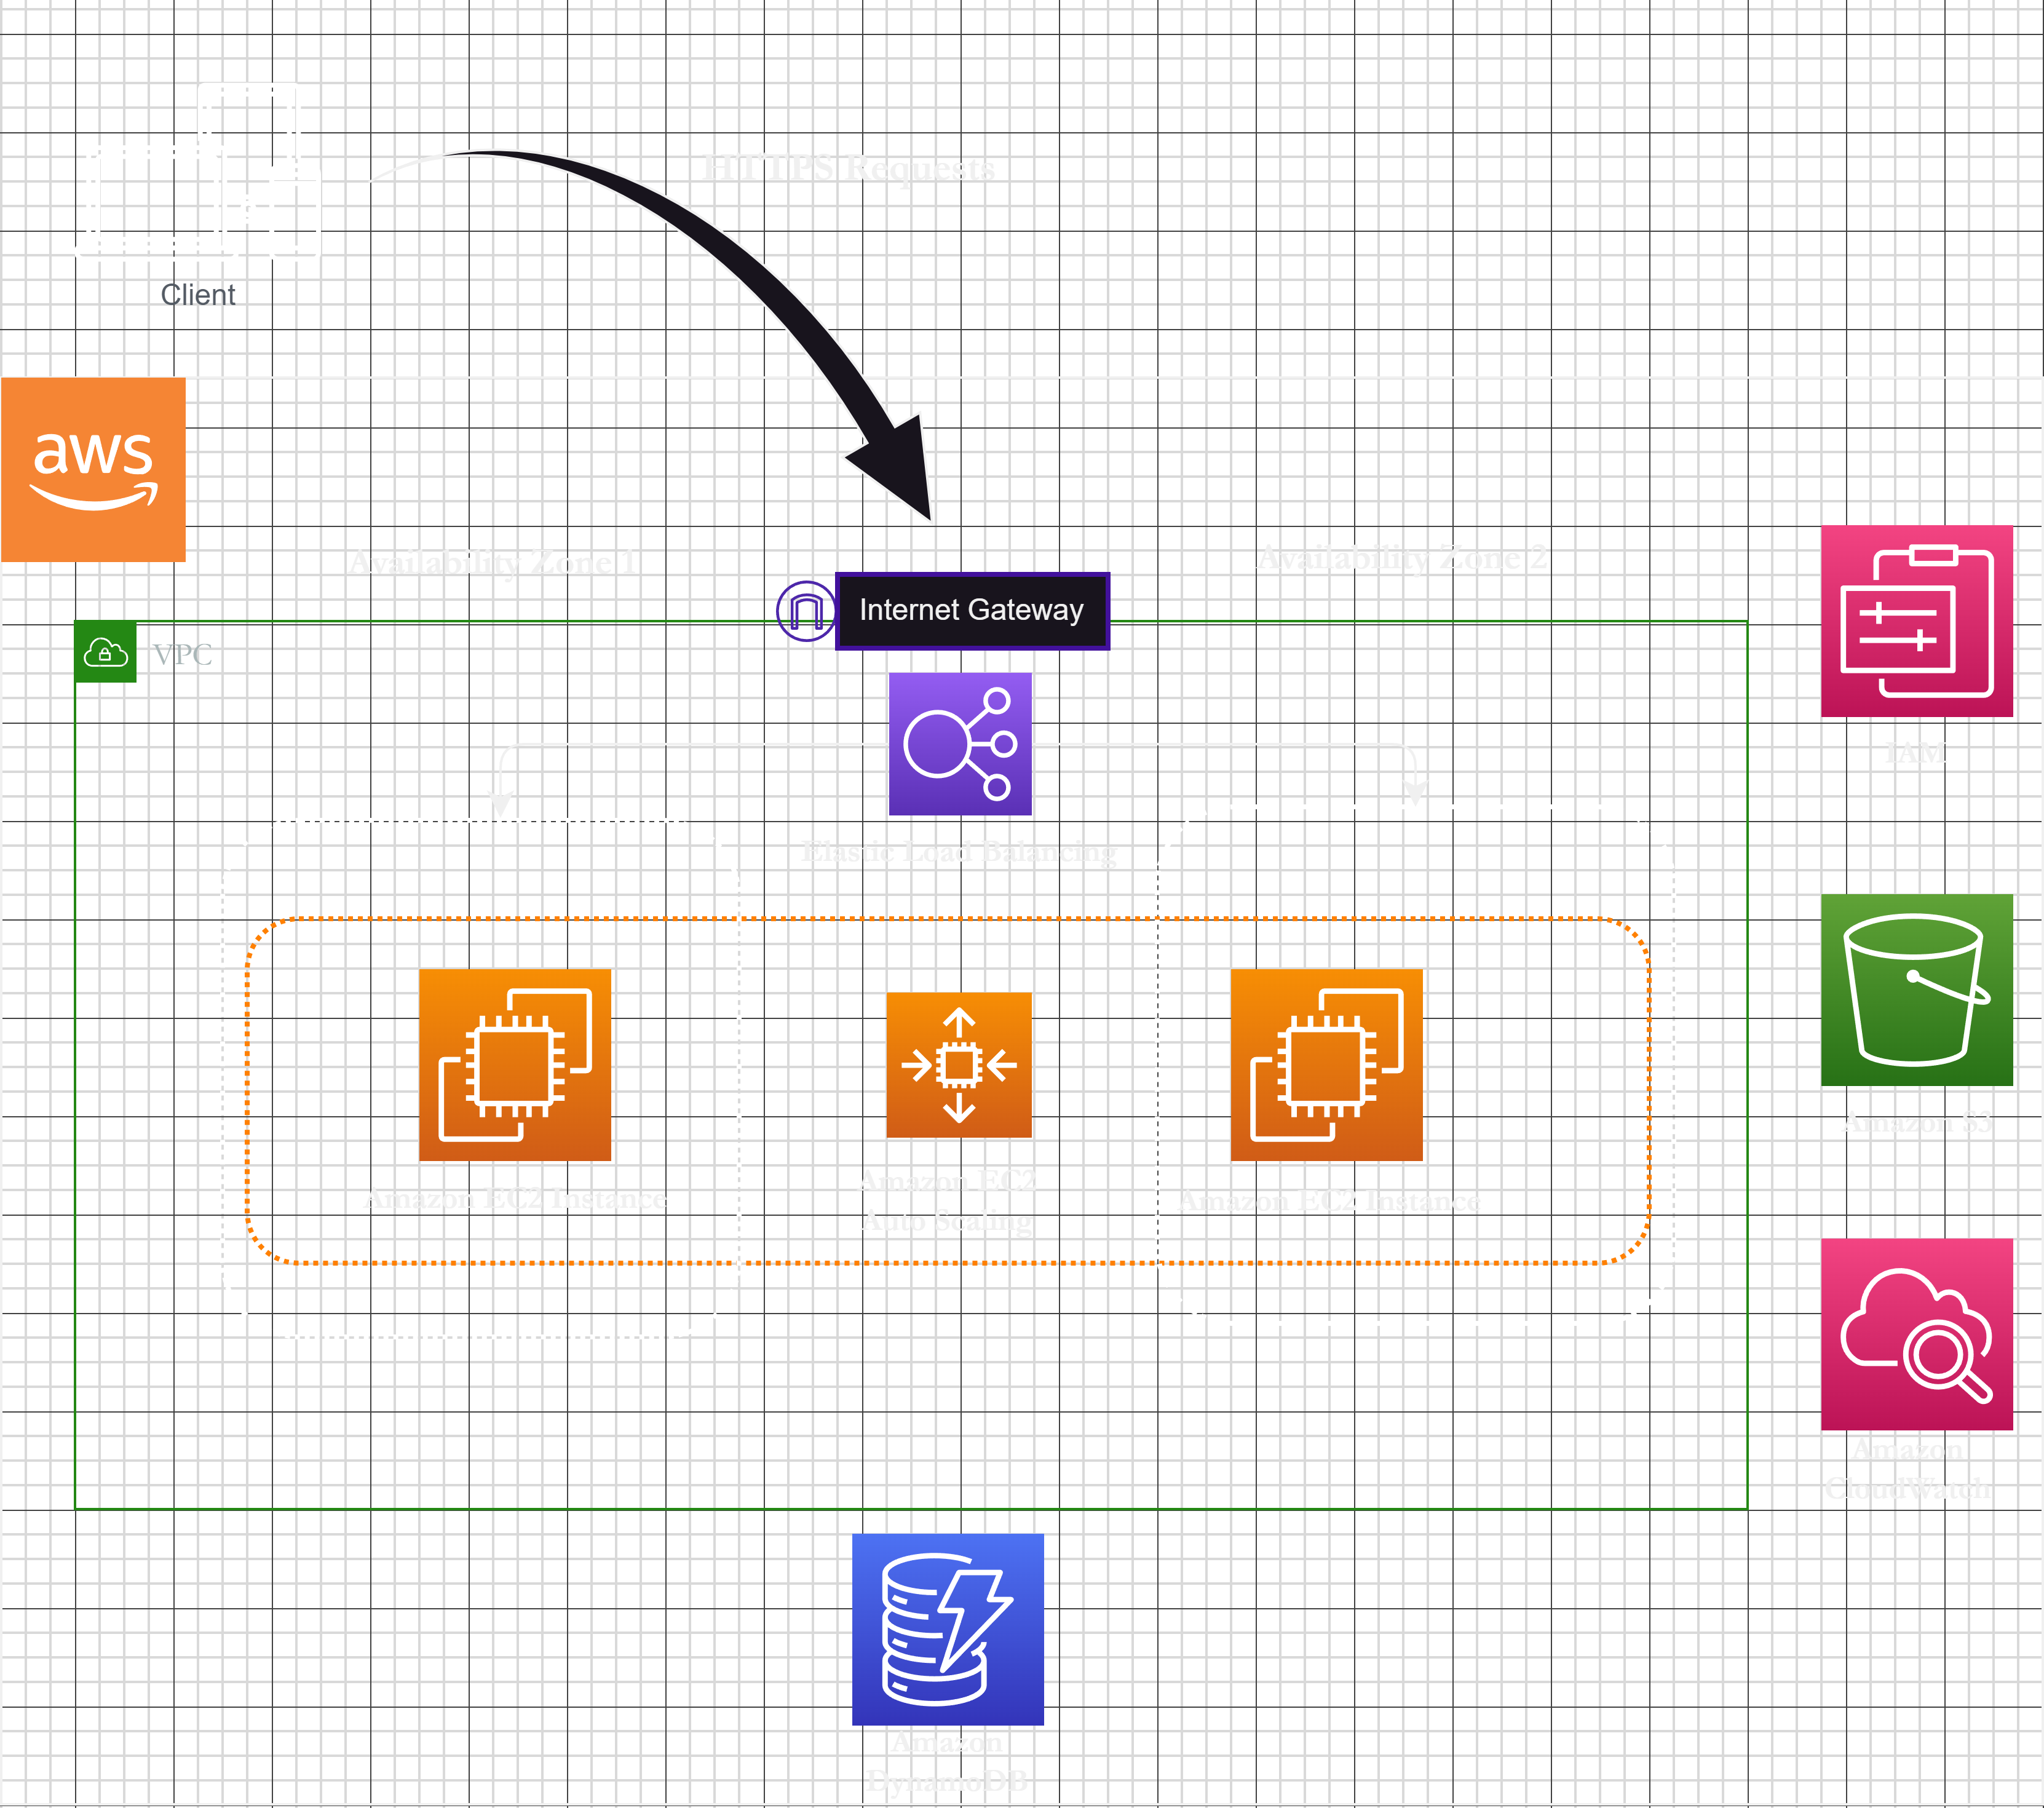 HTTPS Requests
Client
aws
Availability Zone 1
Availability Zone 2
Internet Gateway
VPC
IAM
Elastic Load Balancing
Amazon EC2 Instance
Amazon EC2
Auto Scaling
Amazon EC2 Instance
Amazon S3
Amazon
CloudWatch
Amazon
DynamoDB